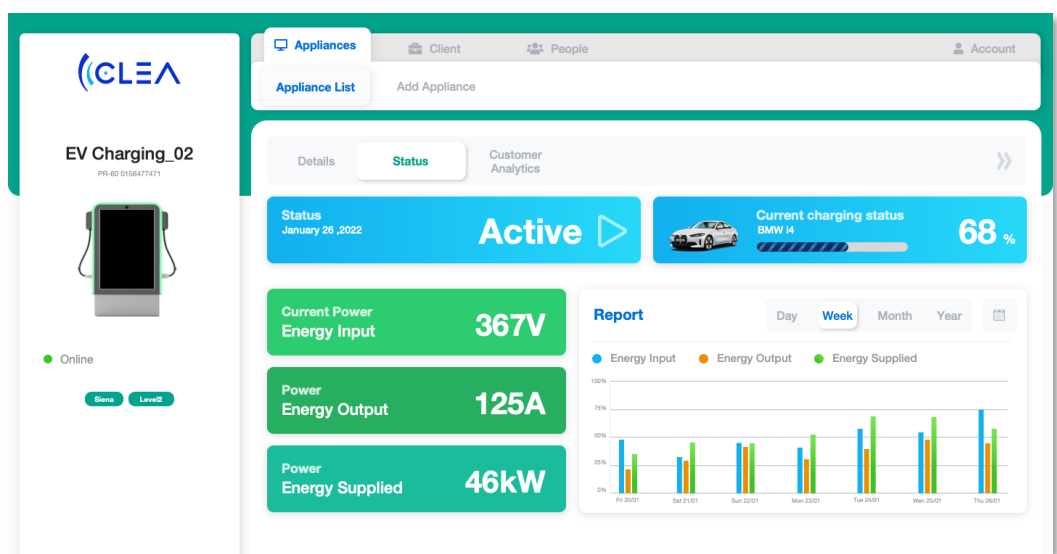 CLEA
EV Charging_02
PR-60 0156477471
Online
Siena Level2
Appliances Client People Account
Appliance List Add Appliance
Details Status Customer
Analytics
Status
January 26 ,2022
Active
Current charging status
BMW i4
68 %
Current Power
Energy Input
367V
Power
Energy Output
125A
Power
Energy Supplied
46kW
Report Day Week Month Year
Energy Input Energy Output Energy Supplied
100%
75%
50%
25%
0%
Fri 20/01 Sat 21/01 Sun 22/01 Mon 23/01 Tue 24/01 Wen 25/01 Thu 26/01